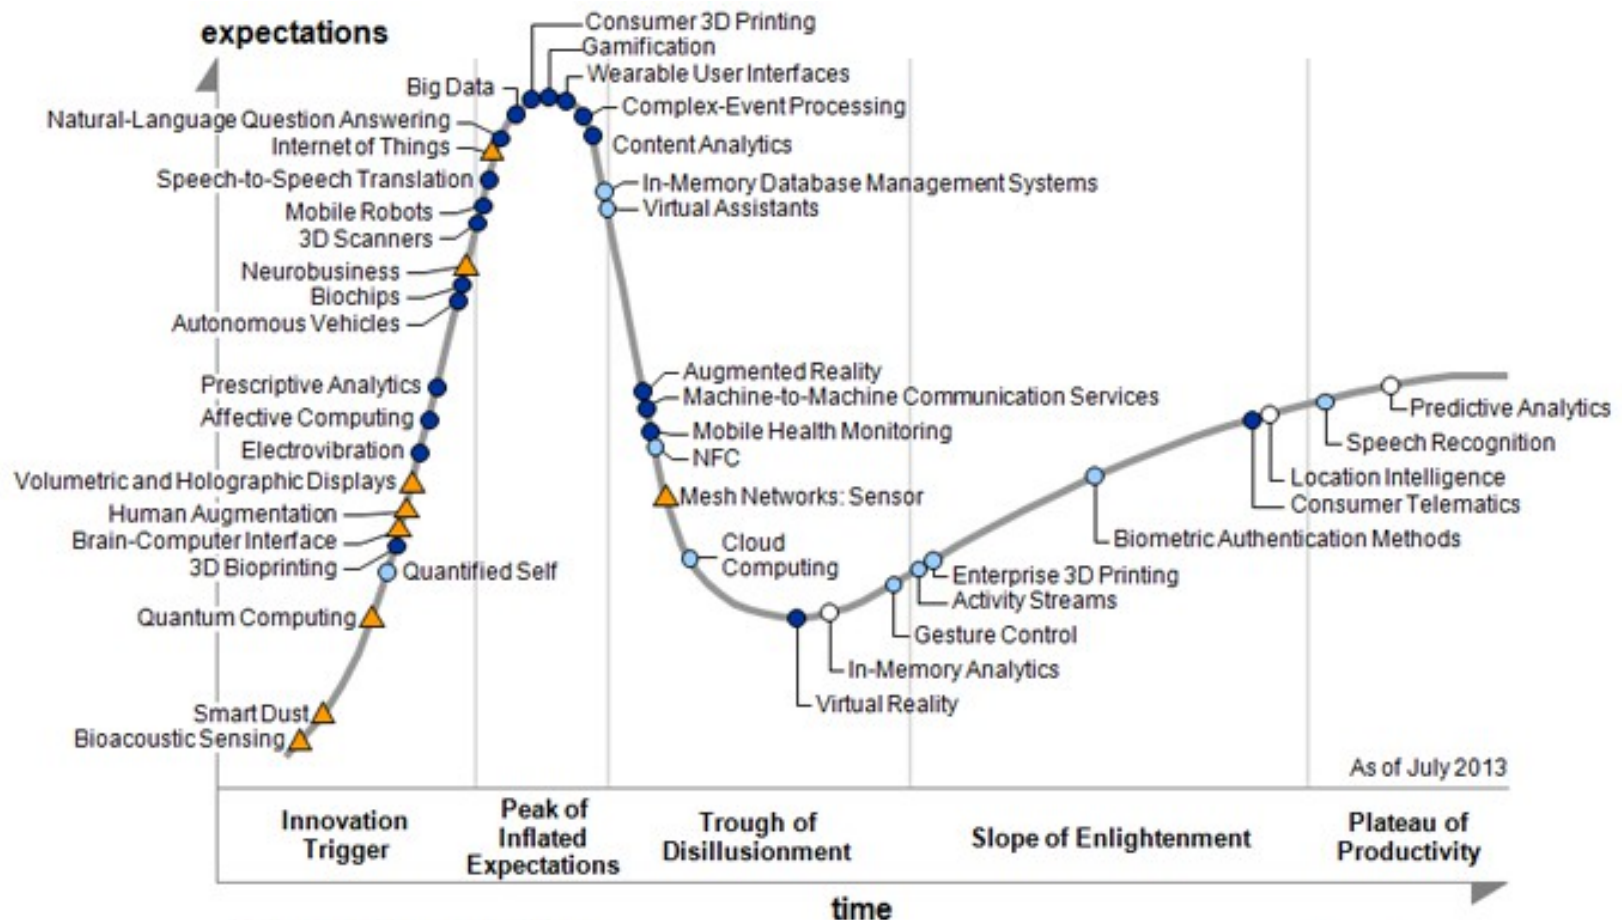 expectations
Consumer 3D Printing
Gamification
Wearable User Interfaces
Big Data
Complex-Event Processing
Natural-Language Question Answering
Internet of Things
Content Analytics
Speech-to-Speech Translation
In-Memory Database Management Systems
Mobile Robots
Virtual Assistants
3D Scanners
Neurobusiness
Biochips
Autonomous Vehicles
Augmented Reality
Prescriptive Analytics
Machine-to-Machine Communication Services
Affective Computing
Predictive Analytics
Mobile Health Monitoring
Speech Recognition
Electrovibration
NFC
Volumetric and Holographic Displays
Location Intelligence
Mesh Networks: Sensor
Consumer Telematics
Human Augmentation
Brain-Computer Interface
Biometric Authentication Methods
Cloud
Computing
3D Bioprinting
Quantified Self
Enterprise 3D Printing
Activity Streams
Quantum Computing
Gesture Control
In-Memory Analytics
Virtual Reality
Smart Dust
Bioacoustic Sensing
As of July 2013
Innovation
Trigger
Peak of
Inflated
Expectations
Trough of
Disillusionment
Slope of Enlightenment
Plateau of
Productivity
time